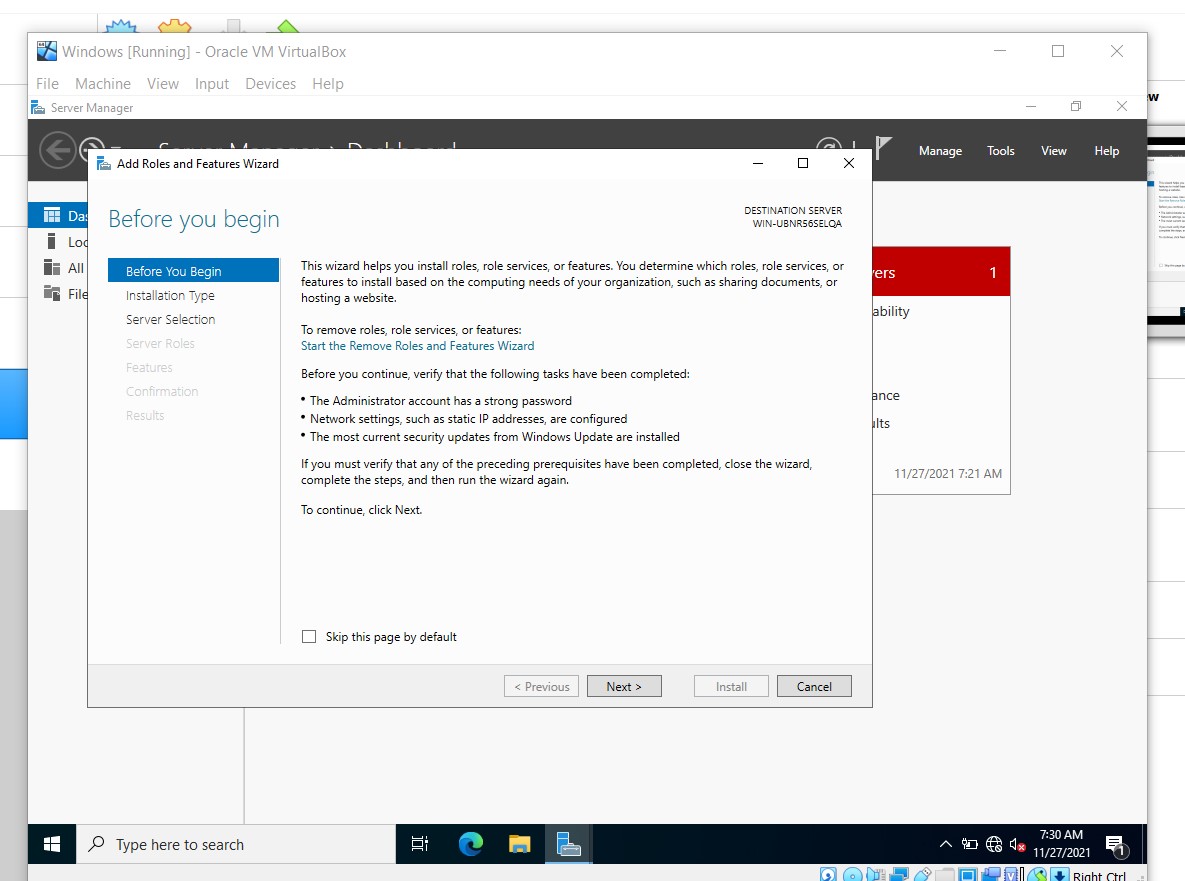 Windows [Running] - Oracle VM VirtualBox
File Machine View Input Devices Help
Server Manager
Manage Tools View Help
Add Roles and Features Wizard
Before you begin
DESTINATION SERVER
WIN-UBNR56SELQA
Before You Begin
Installation Type
Server Selection
Server Roles
Features
Confirmation
Results
This wizard helps you install roles, role services, or features. You determine which roles, role services, or
features to install based on the computing needs of your organization, such as sharing documents, or
hosting a website.
To remove roles, role services, or features:
Start the Remove Roles and Features Wizard
Before you continue, verify that the following tasks have been completed:
• The Administrator account has a strong password
• Network settings, such as static IP addresses, are configured
• The most current security updates from Windows Update are installed
If you must verify that any of the preceding prerequisites have been completed, close the wizard,
complete the steps, and then run the wizard again.
To continue, click Next.
Skip this page by default
< Previous Next > Install Cancel
Das
Loc
All
File
ers 1
ability
ance
ults
11/27/2021 7:21 AM
Type here to search
7:30 AM
11/27/2021
1
Right Ctrl